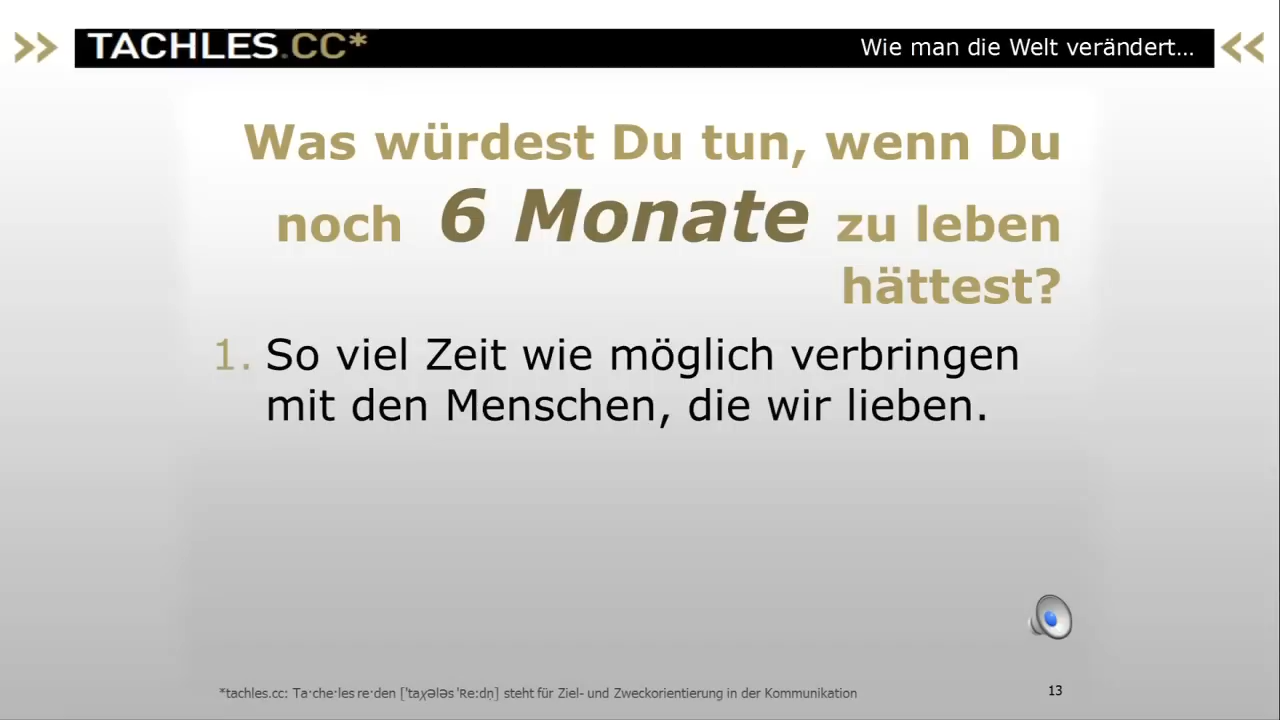 TACHLES.CC*
Wie man die Welt verändert...
Was würdest Du tun, wenn Du
noch 6 Monate zu leben
hättest?
1. So viel Zeit wie möglich verbringen
mit den Menschen, die wir lieben.
*tachles.cc: Ta·che·les re·den ['taχələs 'Re:dṇ] steht für Ziel- und Zweckorientierung in der Kommunikation
13